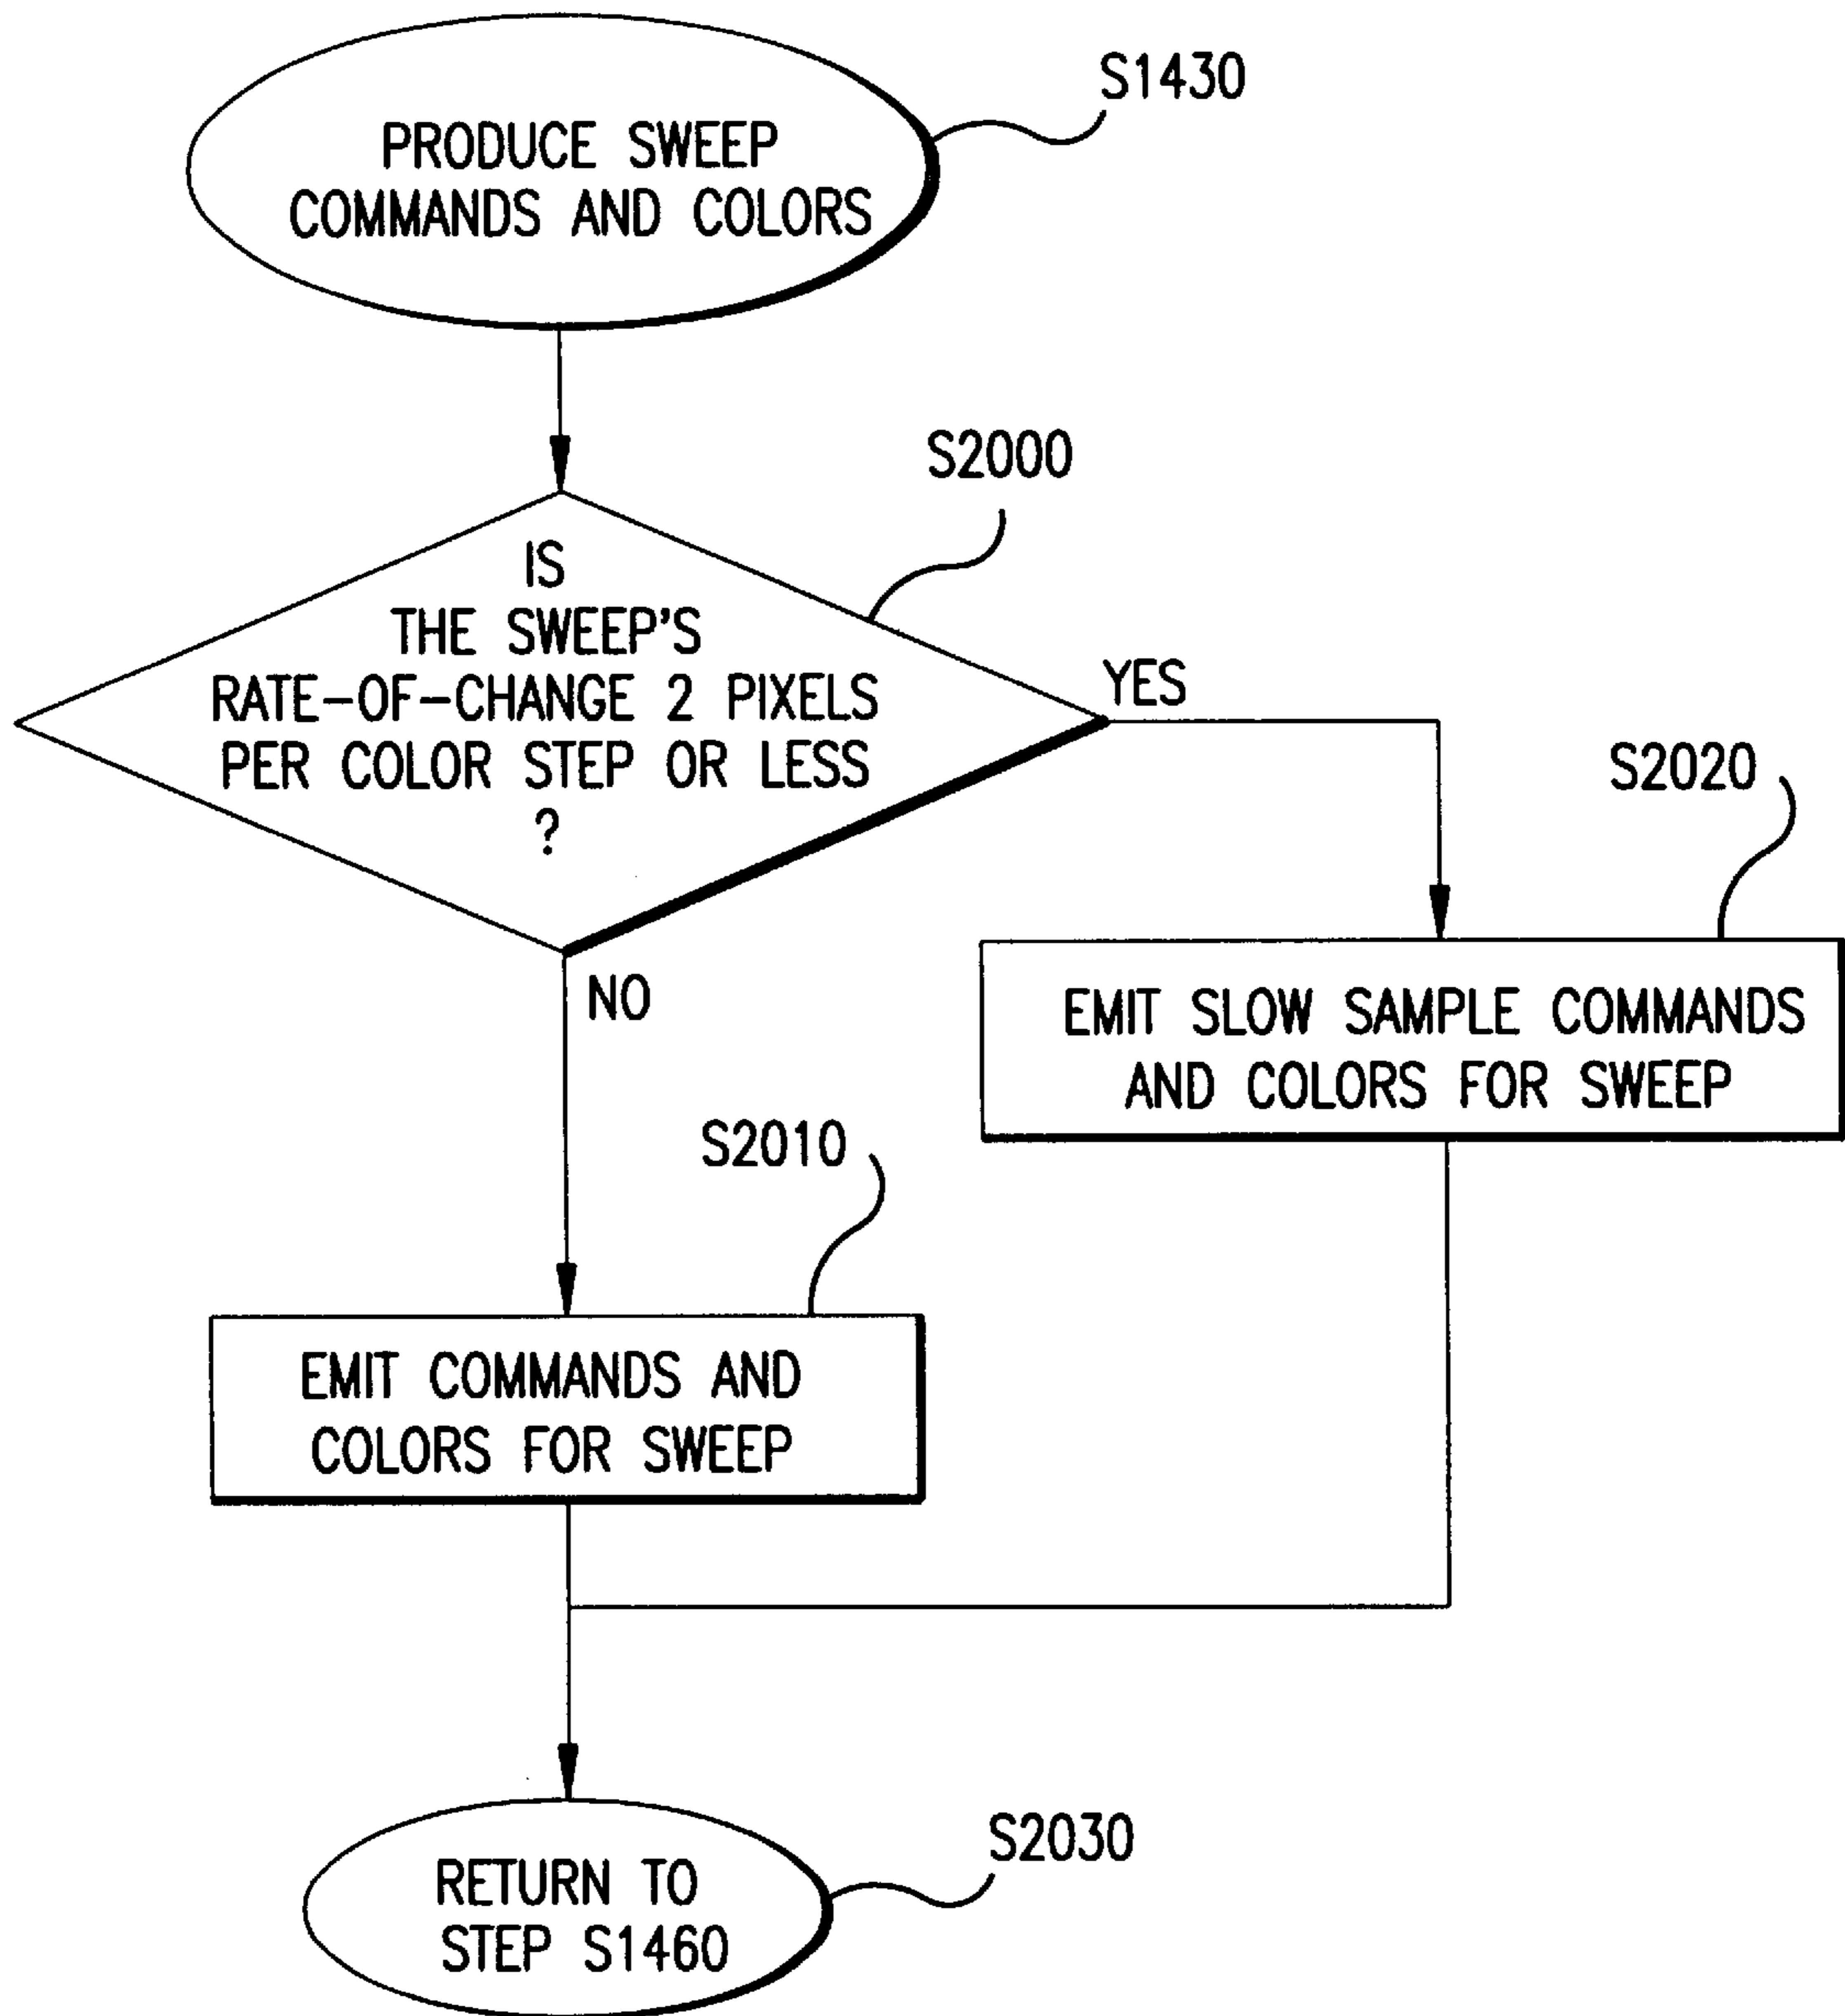 S1430
PRODUCE SWEEP
COMMANDS AND COLORS
S2000
IS
THE SWEEP'S
RATE-OF-CHANGE 2 PIXELS
PER COLOR STEP OR LESS
?
YES
S2020
NO
EMIT SLOW SAMPLE COMMANDS
AND COLORS FOR SWEEP
S2010
EMIT COMMANDS AND
COLORS FOR SWEEP
S2030
RETURN TO
STEP S1460